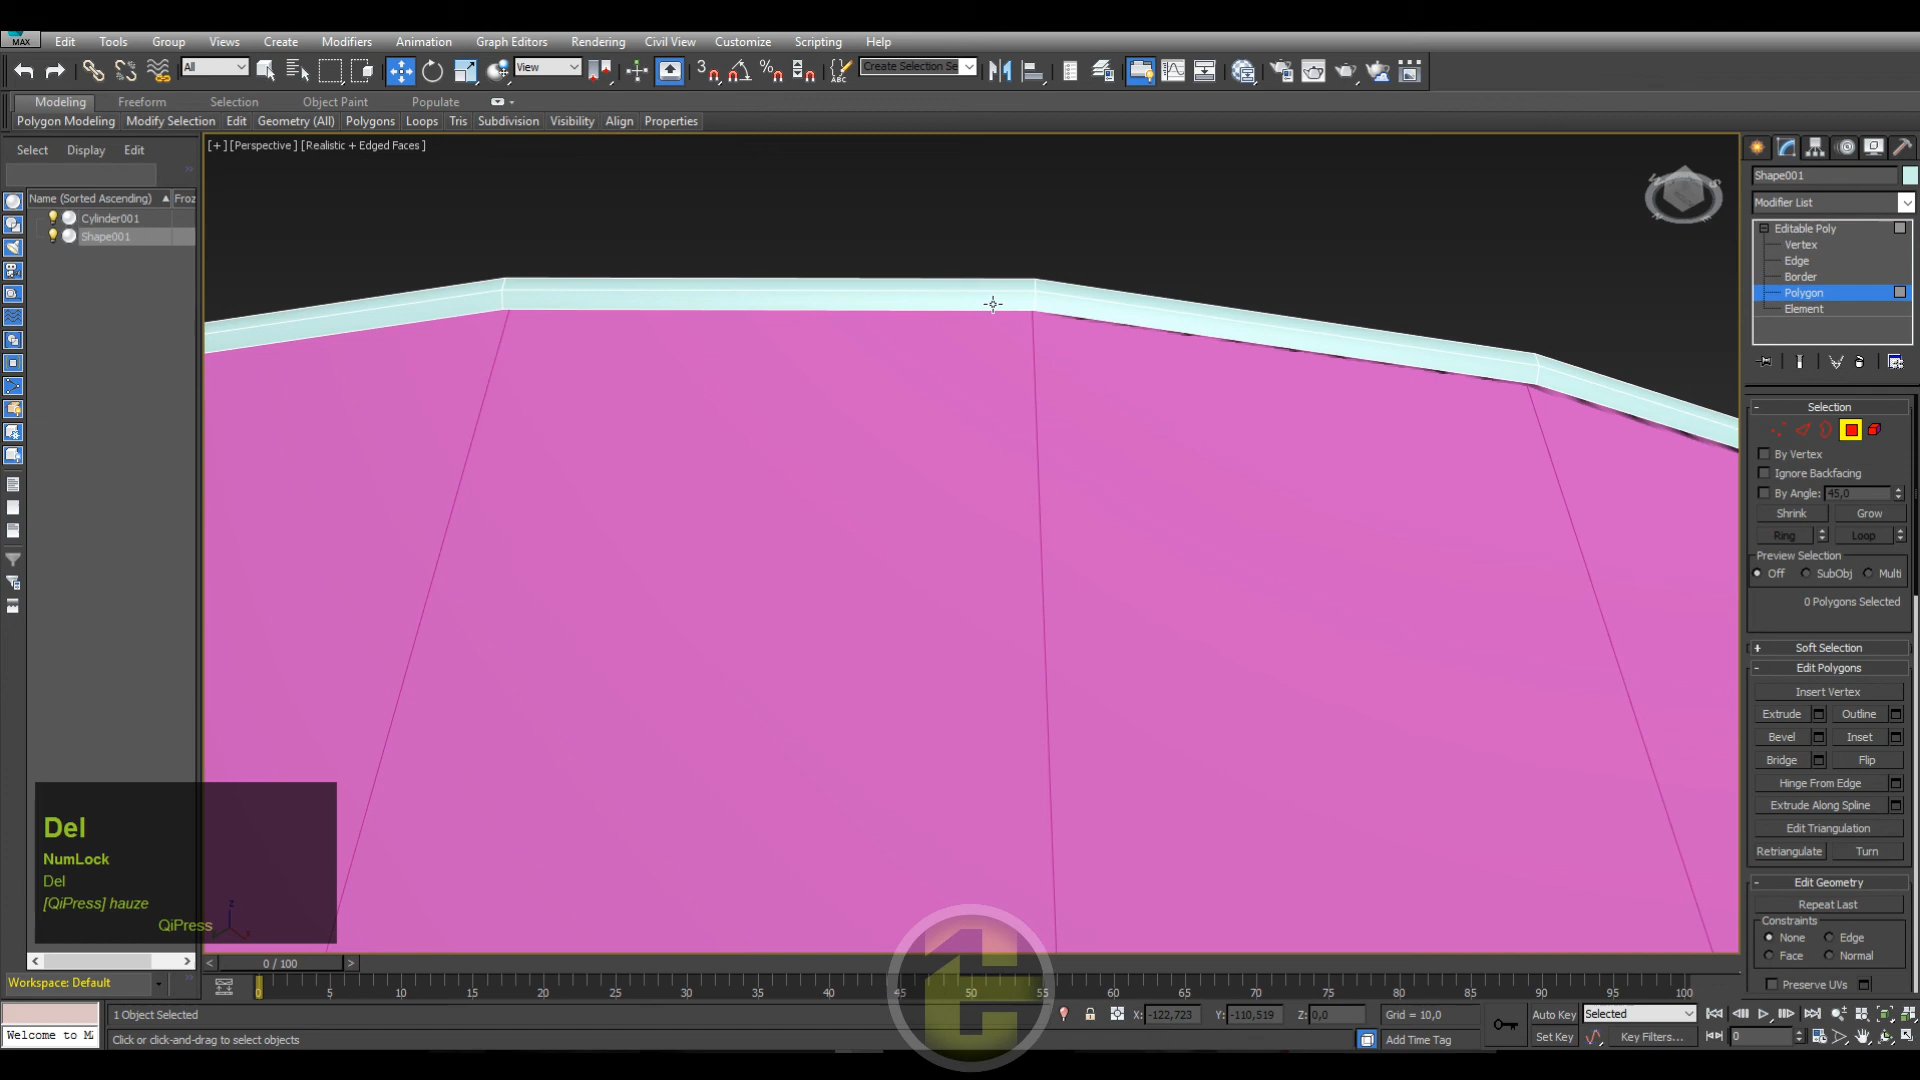 MAX Edit Tools Group Views Create Modifiers Animation Graph Editors Rendering Civil View Customize Scripting Help
All View Create Selection Se
Modeling Freeform Selection Object Paint Populate
Polygon Modeling Modify Selection Edit Geometry (All) Polygons Loops Tris Subdivision Visibility Align Properties
Select Display Edit
[+] [Perspective ] [Realistic + Edged Faces ]
Name (Sorted Ascending) Froz
Cylinder001
Shape001
Shape001
Modifier List
Editable Poly
Vertex
Edge
Border
Polygon
Element
- Selection
By Vertex
Ignore Backfacing
By Angle: 45,0
Shrink Grow
Ring Loop
Preview Selection
Off SubObj Multi
0 Polygons Selected
+ Soft Selection
- Edit Polygons
Insert Vertex
Extrude Outline
Bevel Inset
Bridge Flip
Hinge From Edge
Extrude Along Spline
Edit Triangulation
Retriangulate Turn
- Edit Geometry
Repeat Last
Constraints
None Edge
Face Normal
Preserve UVs
Del
NumLock
Del
[QiPress] hauze
QiPress
z
0 / 100
Workspace: Default
0 5 10 15 20 25 30 35 40 45 50 55 60 65 70 75 80 85 90 95 100
1 Object Selected X: -122,723 Y: -110,519 Z: 0,0 Grid = 10,0 Auto Key Selected
Welcome to Mi Click or click-and-drag to select objects Add Time Tag Set Key Key Filters... 0